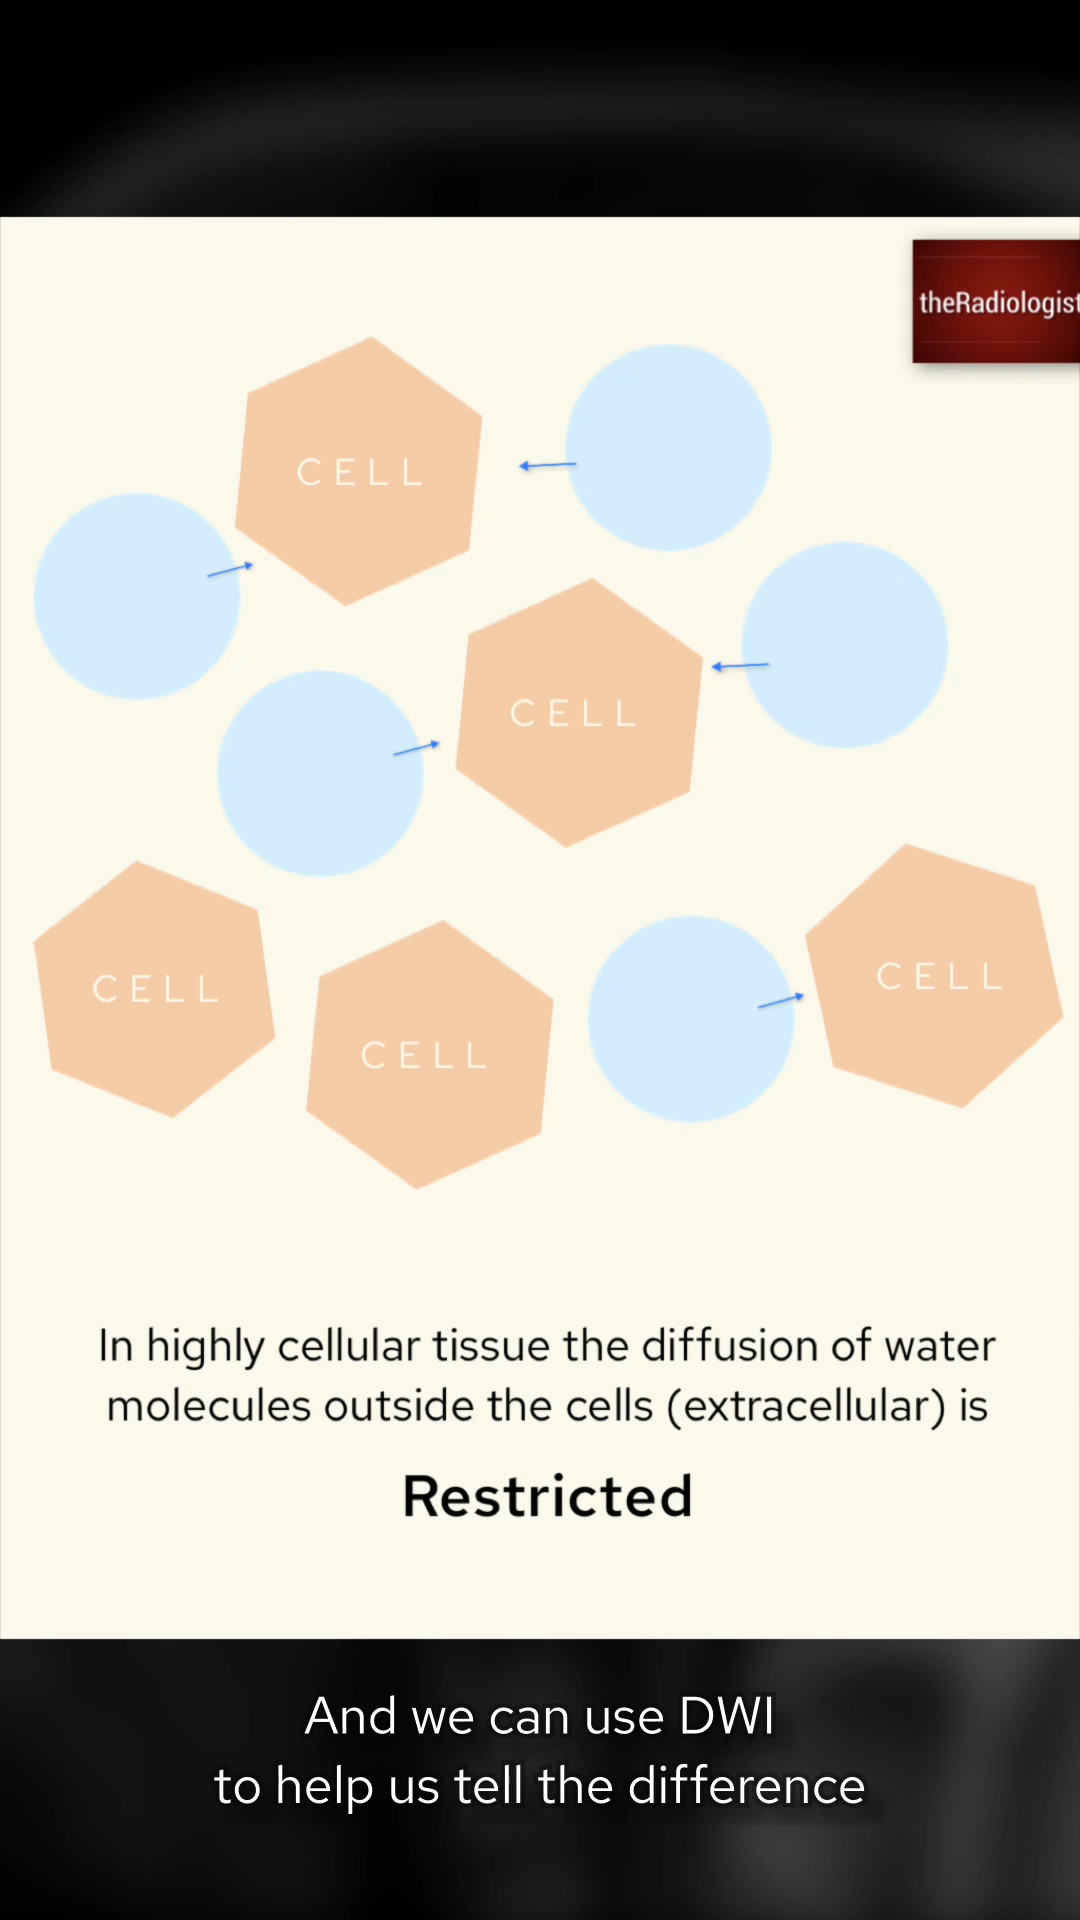 theRadiologist
CELL
CELL
CELL
CELL
CELL
In highly cellular tissue the diffusion of water
molecules outside the cells (extracellular) is
Restricted
And we can use DWI
to help us tell the difference